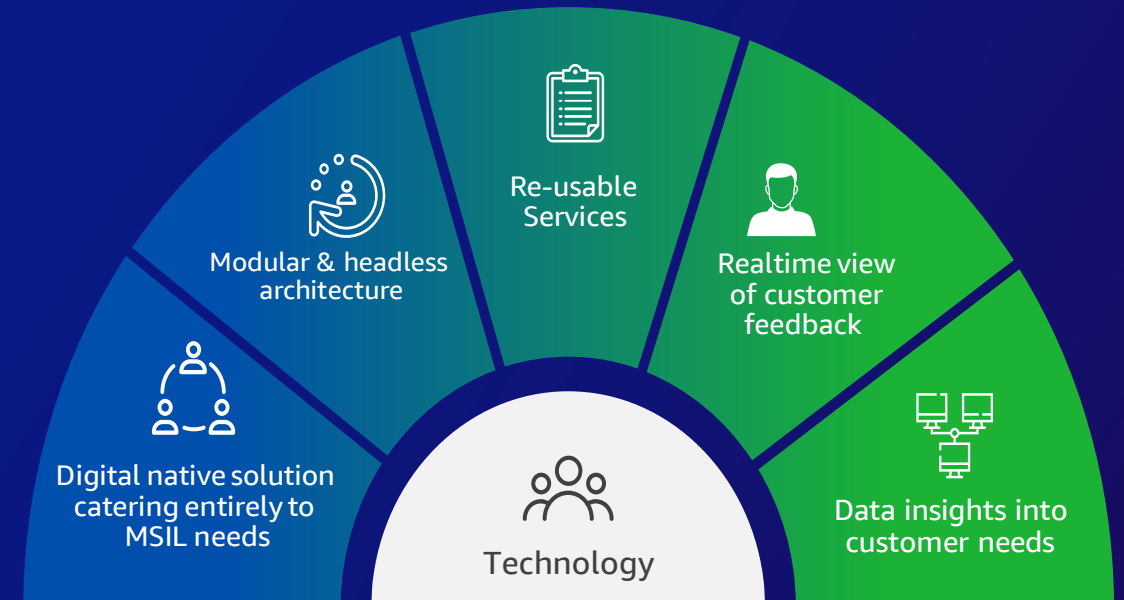 Re-usable
Services
Modular & headless
architecture
Realtime view
of customer
feedback
Digital native solution
catering entirely to
MSIL needs
Data insights into
customer needs
Technology